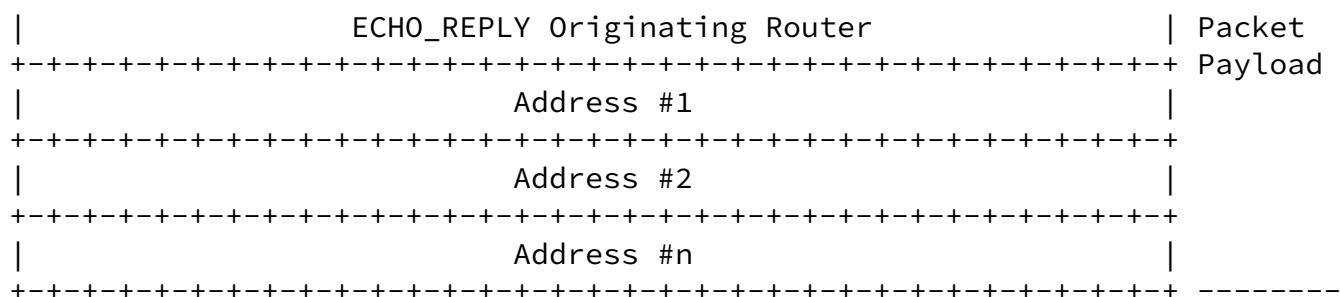 |                   ECHO_REPLY Originating Router                 | Packet
+-+-+-+-+-+-+-+-+-+-+-+-+-+-+-+-+-+-+-+-+-+-+-+-+-+-+-+-+-+-+-+-+ Payload
|                            Address #1                           |
+-+-+-+-+-+-+-+-+-+-+-+-+-+-+-+-+-+-+-+-+-+-+-+-+-+-+-+-+-+-+-+-+
|                            Address #2                           |
+-+-+-+-+-+-+-+-+-+-+-+-+-+-+-+-+-+-+-+-+-+-+-+-+-+-+-+-+-+-+-+-+
|                            Address #n                           |
+-+-+-+-+-+-+-+-+-+-+-+-+-+-+-+-+-+-+-+-+-+-+-+-+-+-+-+-+-+-+-+-+ --------